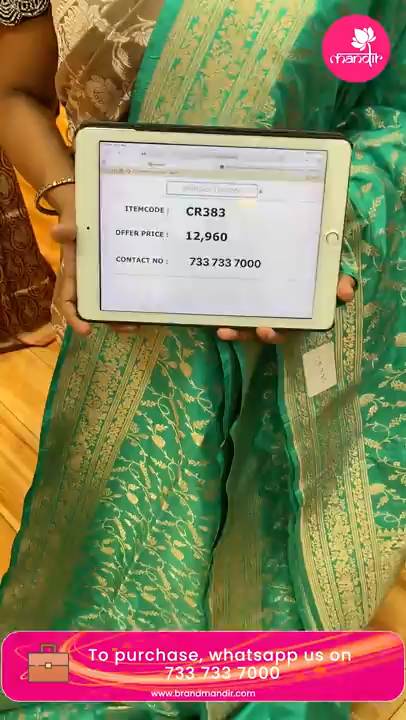 mandir
ITEMCODE : CR383
OFFER PRICE : 12,960
CONTACT NO : 733 733 7000
To purchase, whatsapp us on
733 733 7000
www.brandmandir.com